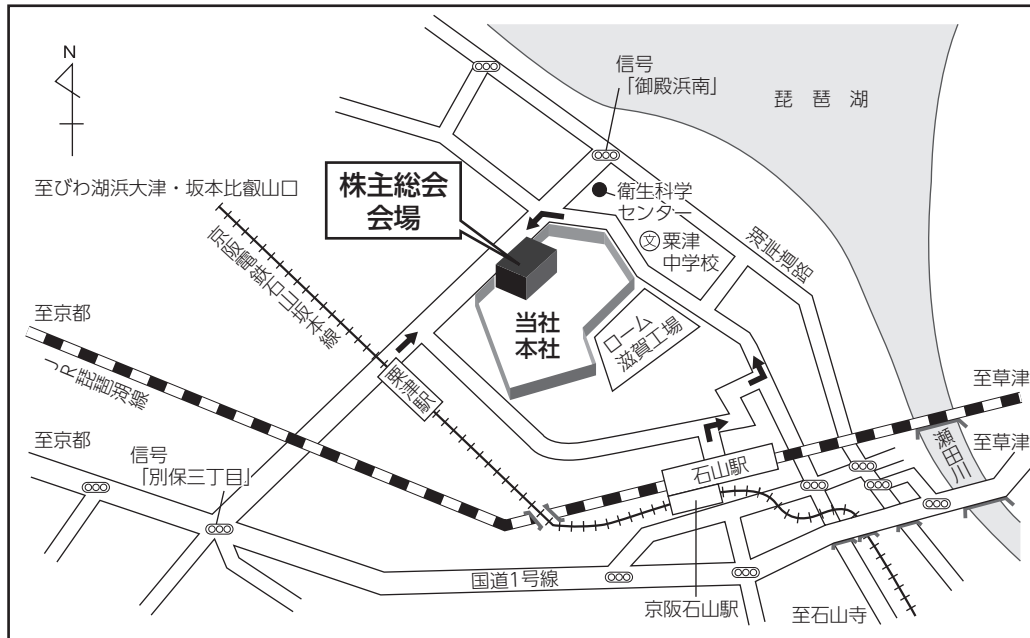 N
信号
「御殿浜南」
琵琶湖
至びわ湖浜大津・坂本比叡山口
株主総会
会場
衛生科学
センター
文
粟津
中学校
湖岸道路
京阪電鉄石山坂本線
至京都
JR琵琶湖線
当社
本社
ローム
滋賀工場
粟津駅
至草津
至京都
信号
「別保三丁目」
石山駅
瀬田川
至草津
国道1号線
京阪石山駅
至石山寺